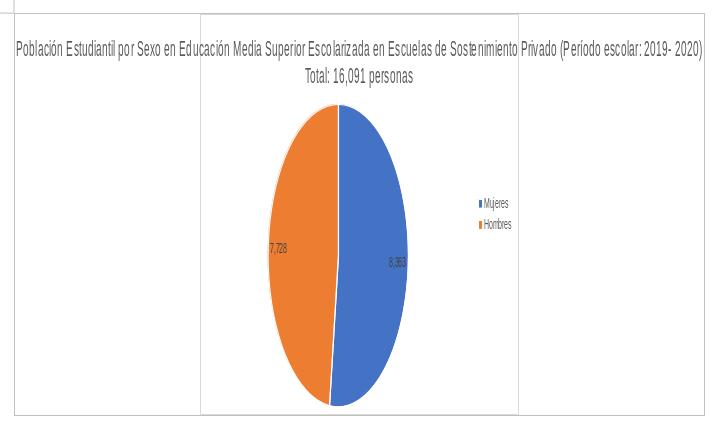 Población Estudiantil por Sexo en Educación Media Superior Escolarizada en Escuelas de Sostenimiento Privado (Período escolar: 2019- 2020)
Total: 16,091 personas
Mujeres
Hombres
7,728
8,363